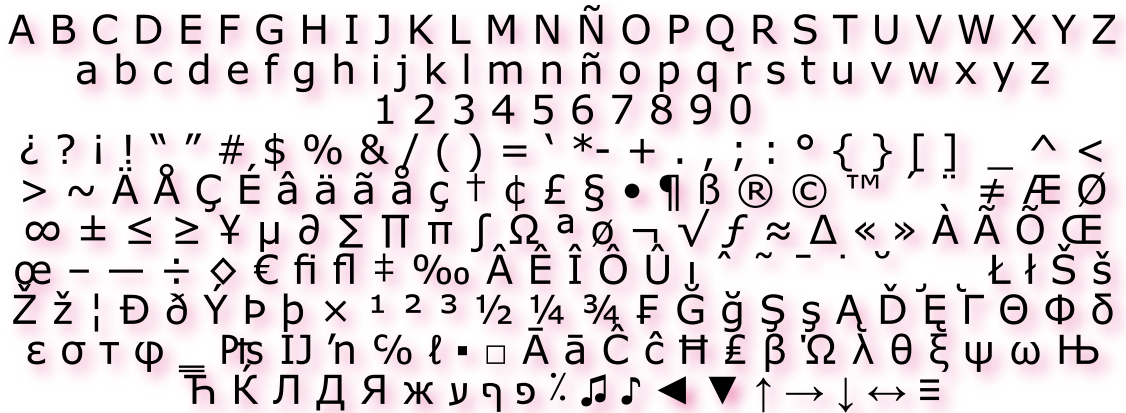 A B C D E F G H I J K L M N Ñ O P Q R S T U V W X Y Z
a b c d e f g h i j k l m n ñ o p q r s t u v w x y z
1 2 3 4 5 6 7 8 9 0
¿ ? ¡ ! “ ” # $ % & / ( ) = ` * - + . , ; : ° { } [ ] _ ^ <
> ~ Ä Å Ç É â ä ã å ç † ¢ £ § • ¶ ß ® © ™ ´ ¨ ≠ Æ Ø
∞ ± ≤ ≥ ¥ µ ∂ ∑ ∏ π ∫ Ω ª ø ¬ √ ƒ ≈ ∆ « » À Ã Õ Œ
œ – — ÷ ◊ € ﬁ ﬂ ‡ ‰ Â Ê Î Ô Û ı ˆ ˜ ¯ ˙ ˘ ¸ ˛ Ł ł Š š
Ž ž ¦ Ð ð Ý Þ þ × ¹ ² ³ ½ ¼ ¾ ₣ Ğ ğ Ş ş Ą Ď Ę Γ Θ Φ δ
ε σ τ φ ‗ ₧ Ĳ ŉ ℅ ℓ ▪ □ Ā ā Ĉ ĉ Ħ ₤ β Ώ λ θ ξ ψ ω Њ
Ћ Ќ Л Д Я ж ע ף פ ٪ ♫ ♪ ◄ ▼ ↑ → ↓ ↔ ≡